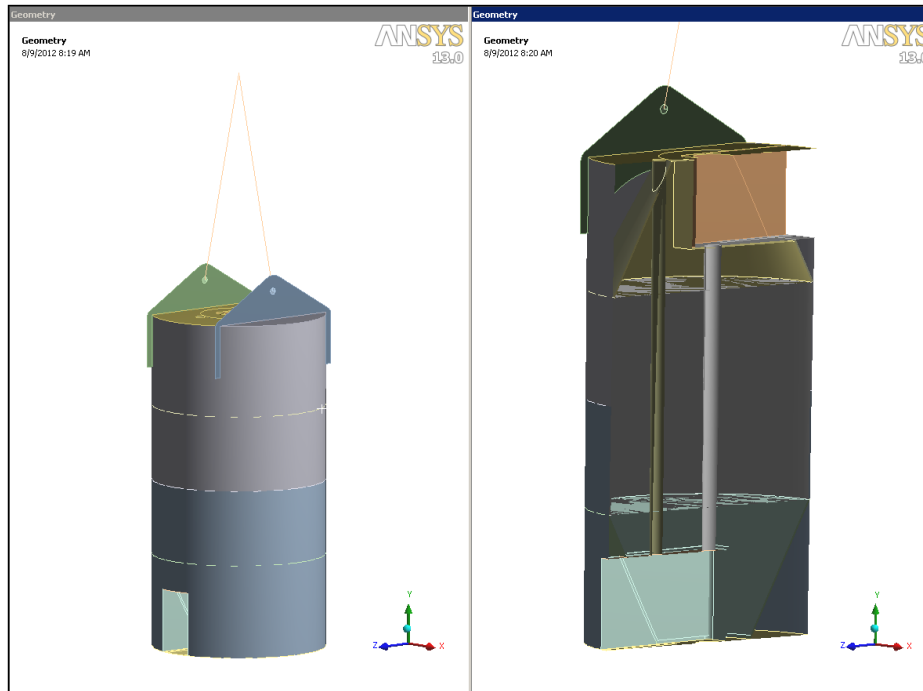 Geometry
Geometry
8/9/2012 8:19 AM
ANSYS
13.0
Y
Z
X
Geometry
Geometry
8/9/2012 8:20 AM
ANSYS
13.0
Y
Z
X